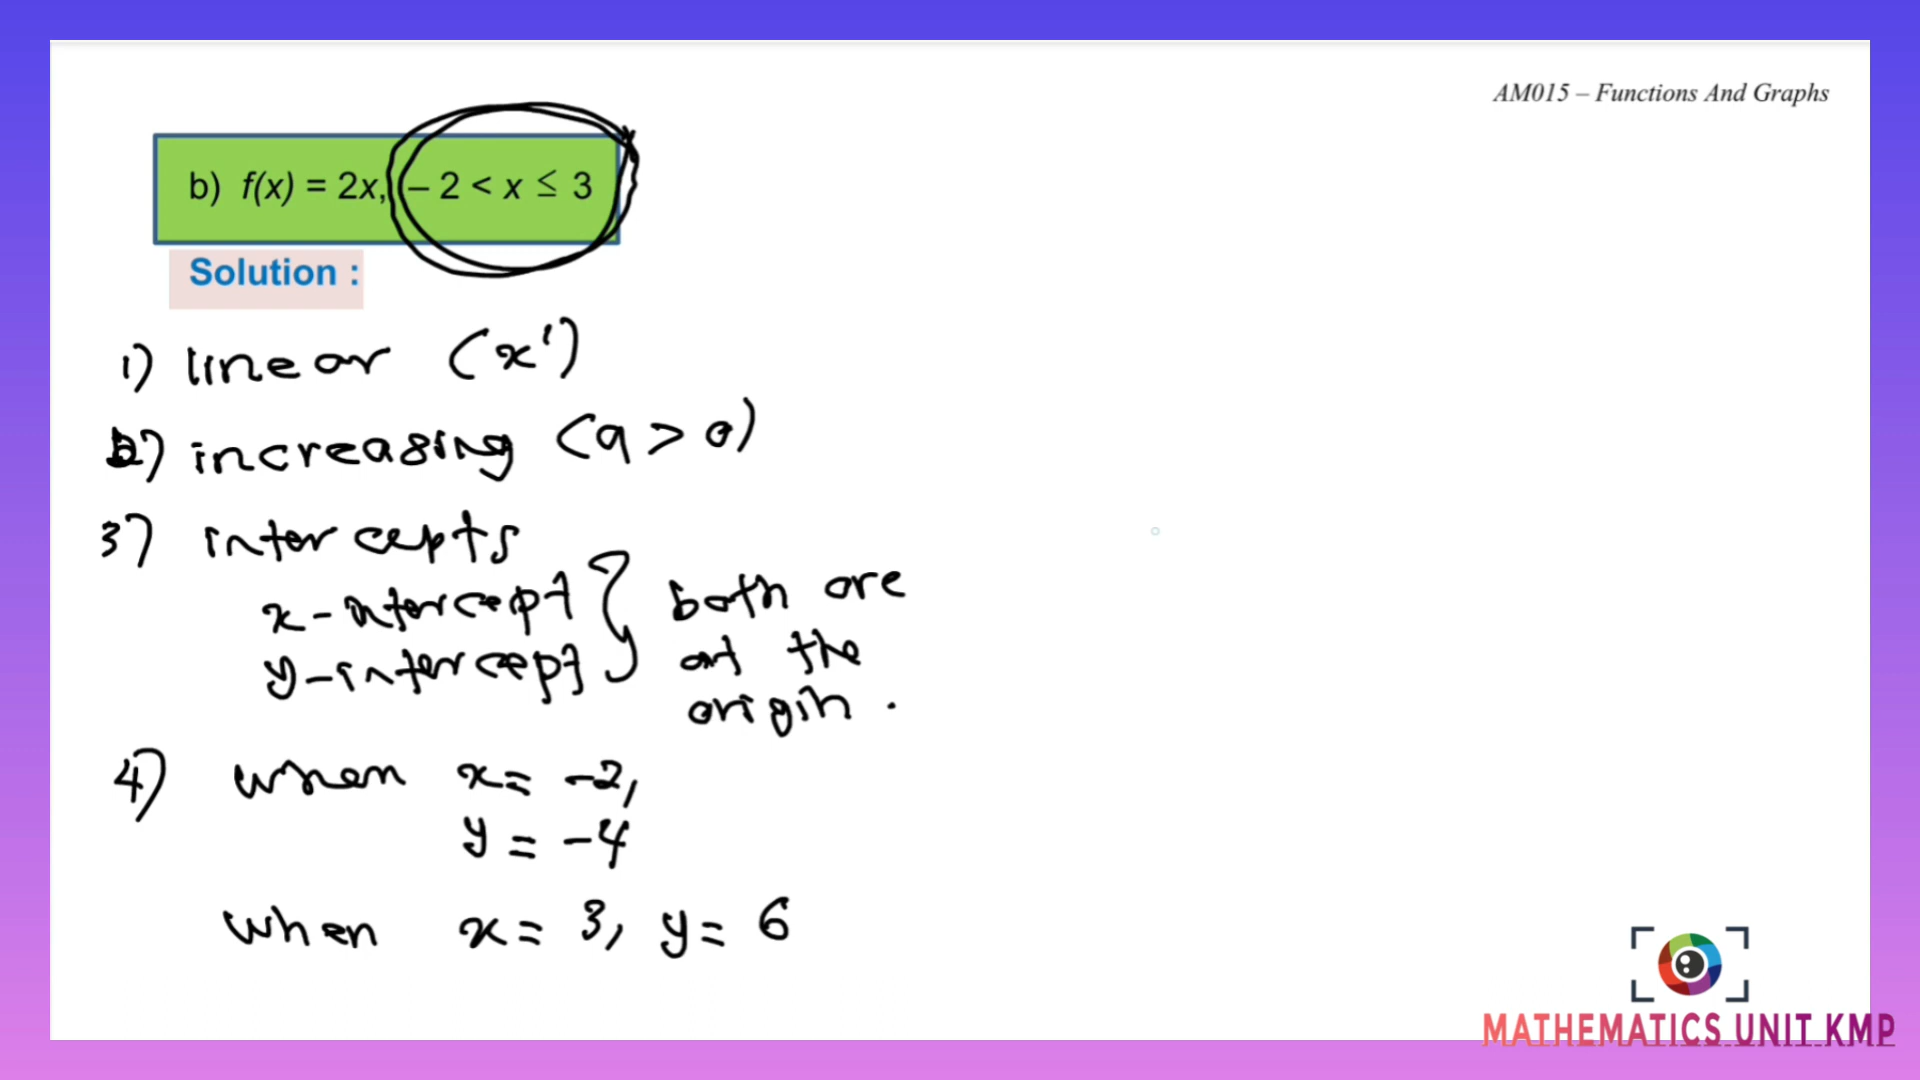 AM015 – Functions And Graphs
b) f(x) = 2x, – 2 < x ≤ 3
Solution :
1) linear (x¹)
2) increasing (a > 0)
3) intercepts
x-intercept } both are
y-intercept } at the
origin.
4) when x = -2,
y = -4
when x = 3, y = 6
MATHEMATICS UNIT KMP